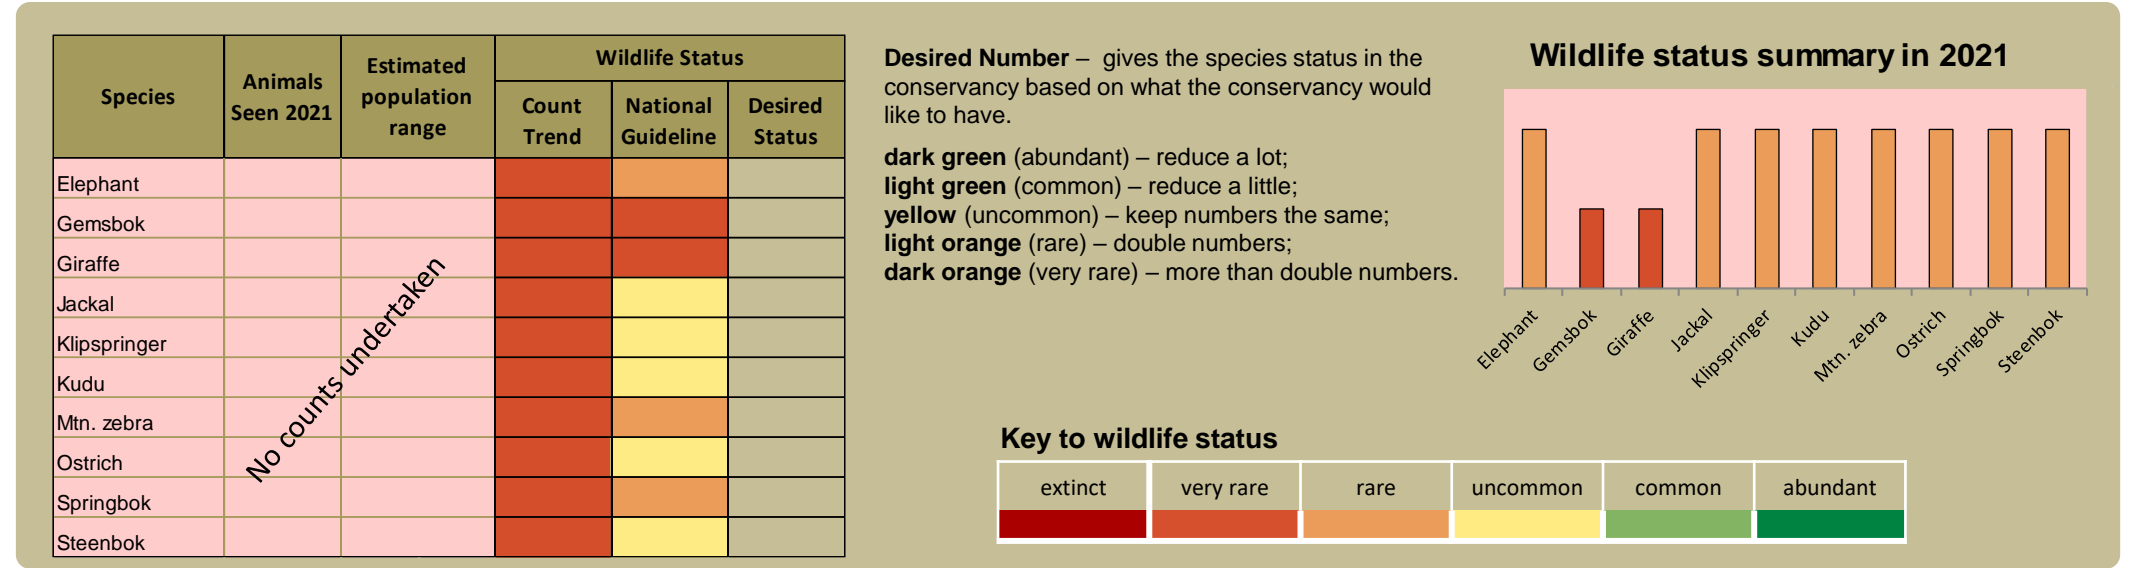 Species
Animals
Seen 2021
Estimated
population
range
Wildlife Status
Count
Trend
National
Guideline
Desired
Status
Elephant
Gemsbok
Giraffe
Jackal
Klipspringer
Kudu
Mtn. zebra
Ostrich
Springbok
Steenbok
No counts undertaken
Desired Number – gives the species status in the
conservancy based on what the conservancy would
like to have.
dark green (abundant) – reduce a lot;
light green (common) – reduce a little;
yellow (uncommon) – keep numbers the same;
light orange (rare) – double numbers;
dark orange (very rare) – more than double numbers.
Wildlife status summary in 2021
Elephant
Gemsbok
Giraffe
Jackal
Klipspringer
Kudu
Mtn. zebra
Ostrich
Springbok
Steenbok
Key to wildlife status
extinct very rare rare uncommon common abundant